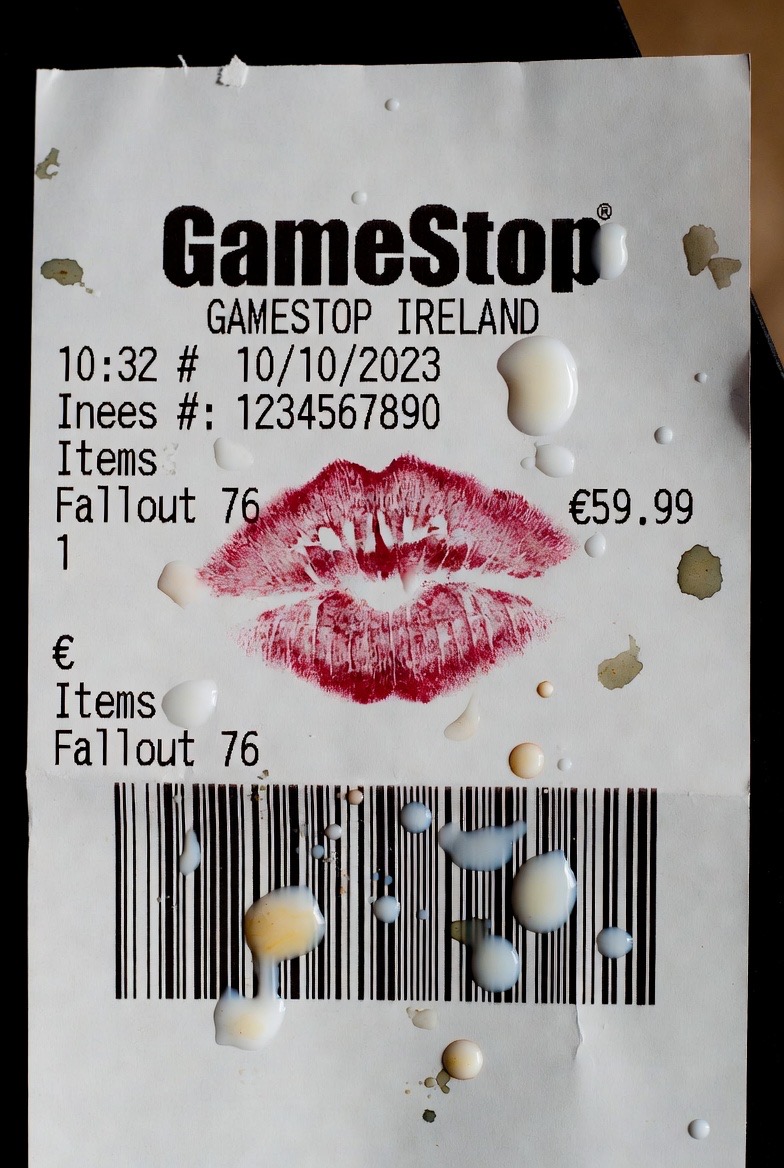 GameStop®
GAMESTOP IRELAND
10:32 # 10/10/2023
Inees #: 1234567890
Items
Fallout 76 €59.99
1
€
Items
Fallout 76